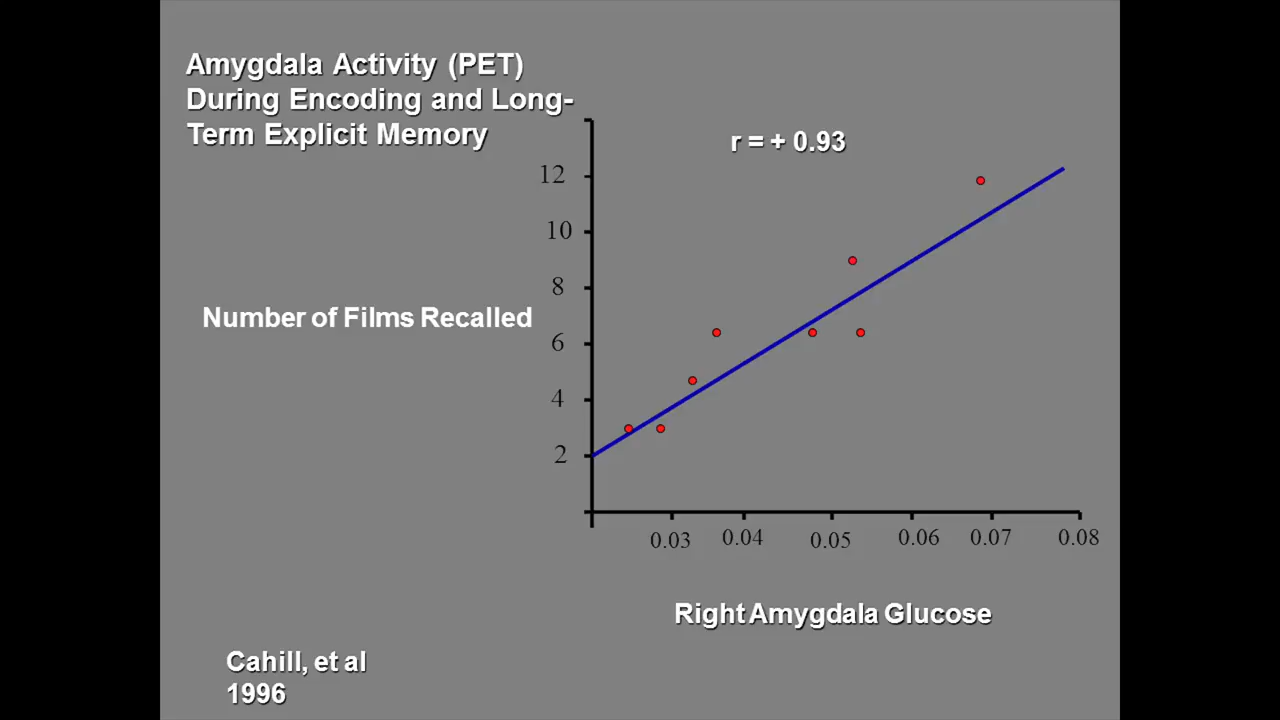 Amygdala Activity (PET)
During Encoding and Long-
Term Explicit Memory
r = + 0.93
12
10
8
Number of Films Recalled
6
4
2
0.03 0.04 0.05 0.06 0.07 0.08
Right Amygdala Glucose
Cahill, et al
1996